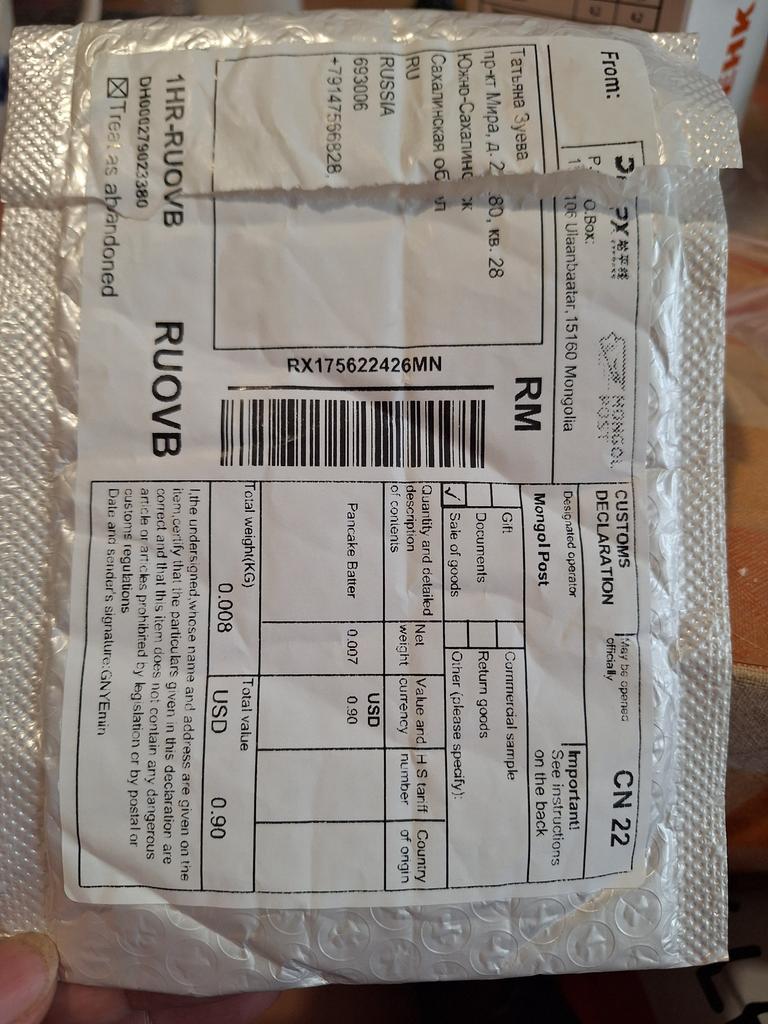 From:
P. O.Box:
106 Ulaanbaatar, 15160 Mongolia
MONGOL
POST
Татьяна Зуева
пр-кт Мира, д. 2 80, кв. 28
Южно-Сахалинск
Сахалинская об
RU
RUSSIA
693006
+79147566828
RM
RX175622426MN
1HR-RUOVB
RUOVB
DH000279023380
☒Treat as abandoned
CUSTOMS
DECLARATION
May be opened
officially
CN 22
Designated operator
Mongol Post
Important!
See instructions
on the back
Gift
Commercial sample
Documents
Return goods
✓ Sale of goods
Other (please specify):
Quantity and detailed
description
of contents
Net
weight
Value and
currency
H S tariff
number
Country
of origin
USD
Pancake Batter 0.007 0.90
Total weight(KG)
0.008
Total value
USD 0.90
I,the undersigned,whose name and address are given on the
item,certify that the particulars given in this declaration are
correct and that this item does not contain any dangerous
article or articles prohibited by legislation or by postal or
customs regulations
Date and sender's signature:GNYEmin